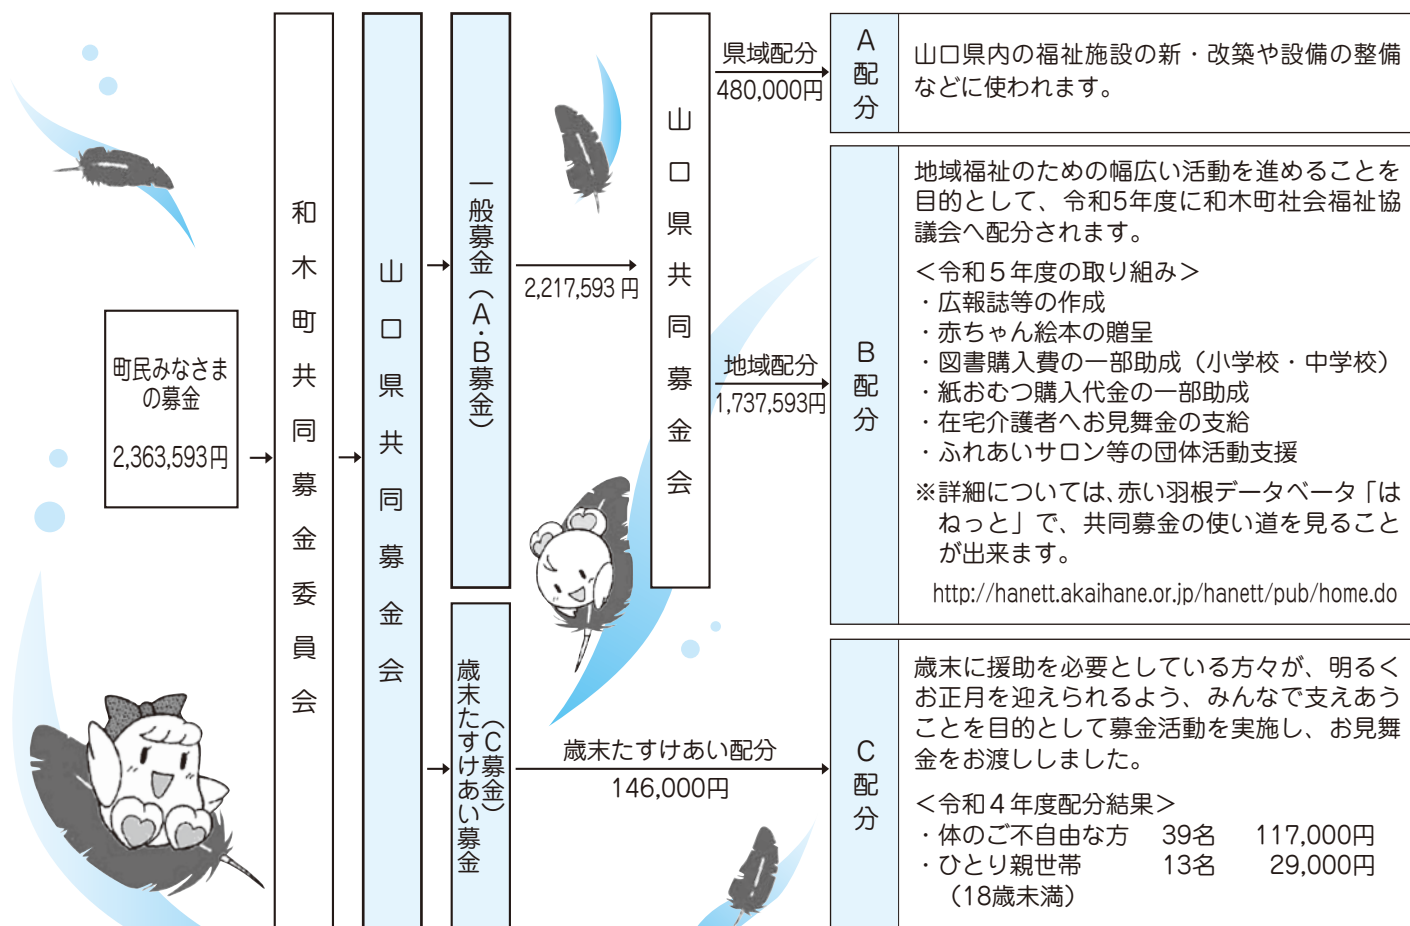 町民みなさま
の募金
2,363,593円
和木町共同募金委員会
山口県共同募金会
一般募金（A・B募金）
2,217,593 円
山口県共同募金会
県域配分
480,000円
A配分
山口県内の福祉施設の新・改築や設備の整備
などに使われます。
地域配分
1,737,593円
B配分
地域福祉のための幅広い活動を進めることを
目的として、令和5年度に和木町社会福祉協
議会へ配分されます。
＜令和５年度の取り組み＞
・広報誌等の作成
・赤ちゃん絵本の贈呈
・図書購入費の一部助成（小学校・中学校）
・紙おむつ購入代金の一部助成
・在宅介護者へお見舞金の支給
・ふれあいサロン等の団体活動支援
※詳細については、赤い羽根データベータ「は
ねっと」で、共同募金の使い道を見ること
が出来ます。
http://hanett.akaihane.or.jp/hanett/pub/home.do
歳末たすけあい募金
（C募金）
歳末たすけあい配分
146,000円
C配分
歳末に援助を必要としている方々が、明るく
お正月を迎えられるよう、みんなで支えあう
ことを目的として募金活動を実施し、お見舞
金をお渡ししました。
＜令和４年度配分結果＞
・体のご不自由な方　39名　117,000円
・ひとり親世帯　13名　29,000円
（18歳未満）